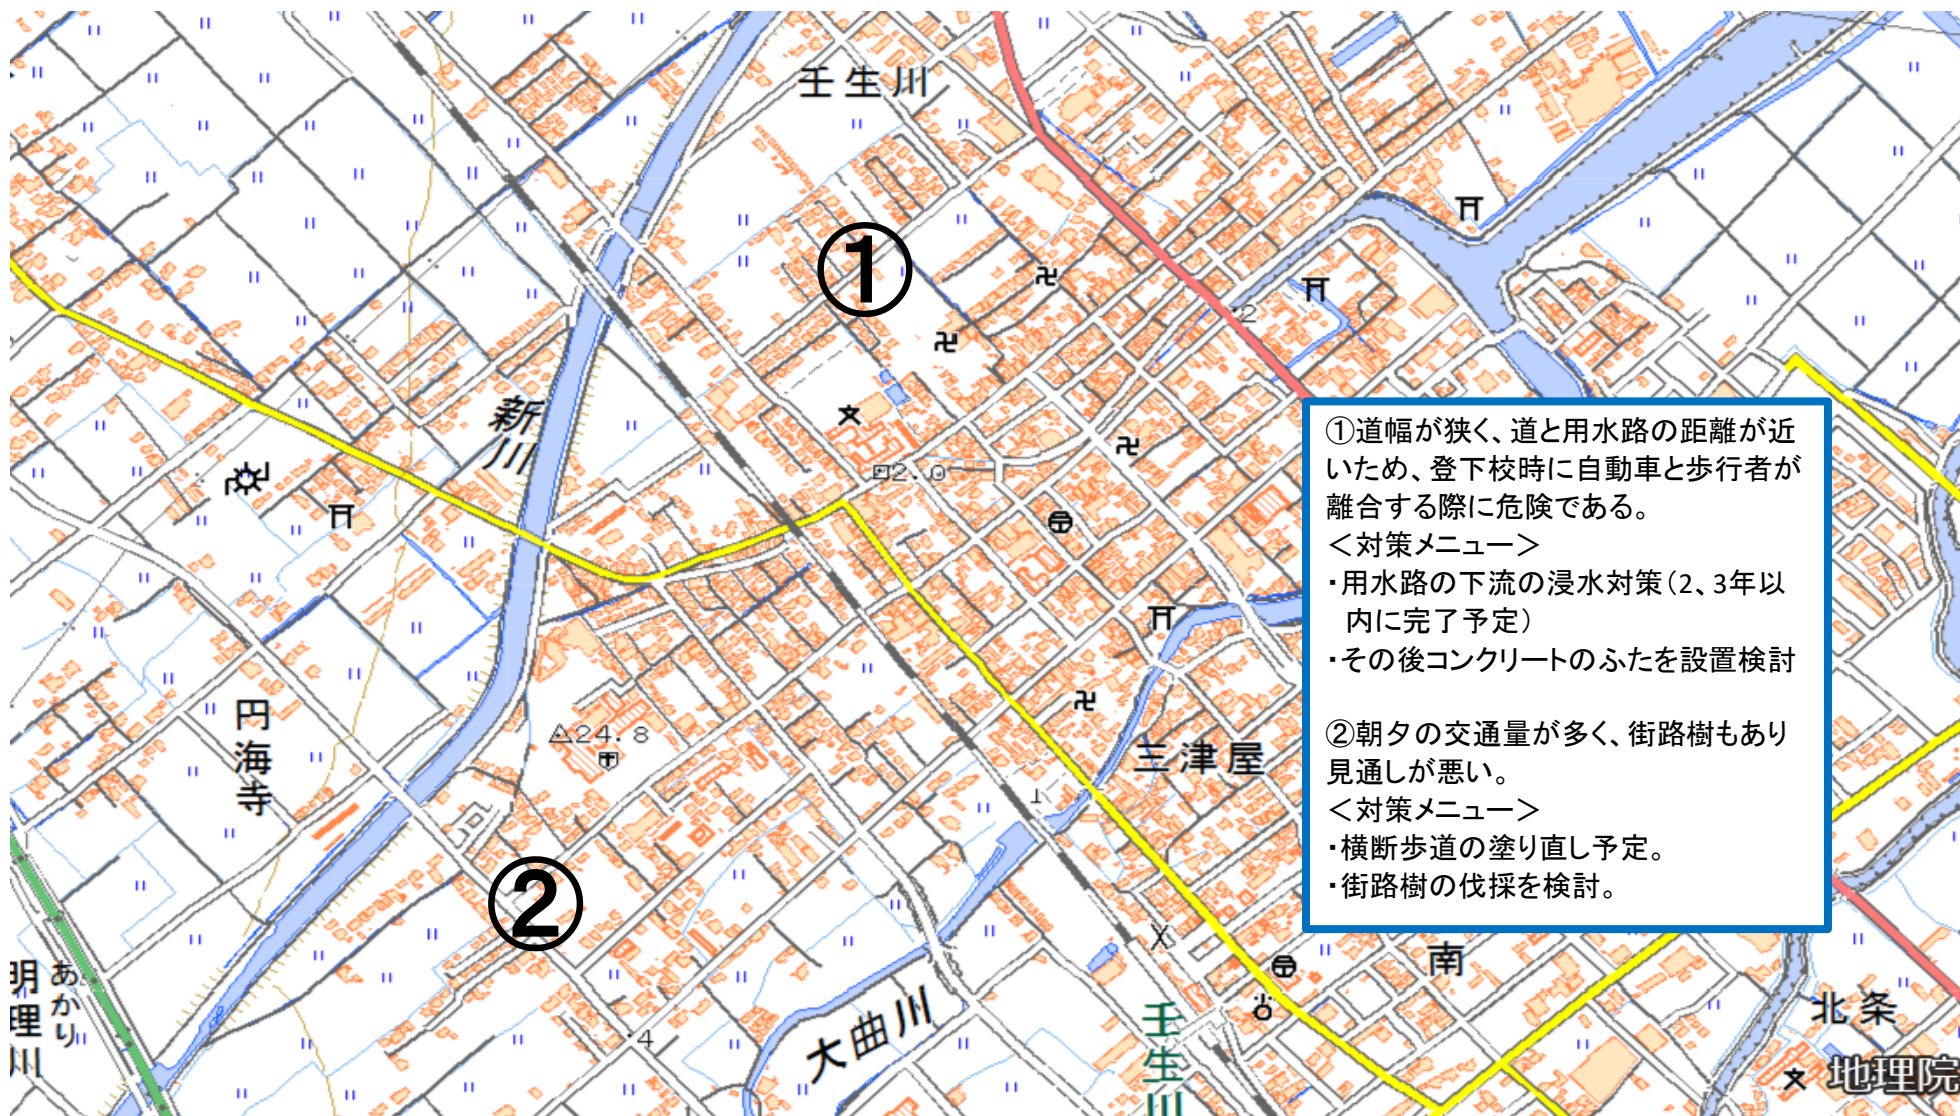 壬生川
①
2
新川
2.0
①道幅が狭く、道と用水路の距離が近
いため、登下校時に自動車と歩行者が
離合する際に危険である。
＜対策メニュー＞
・用水路の下流の浸水対策（2、3年以
内に完了予定）
・その後コンクリートのふたを設置検討
②朝夕の交通量が多く、街路樹もあり
見通しが悪い。
＜対策メニュー＞
・横断歩道の塗り直し予定。
・街路樹の伐採を検討。
円海寺
24.8
三津屋
②
南
明理川
あかり
大曲川
4
壬生川
北条
地理院